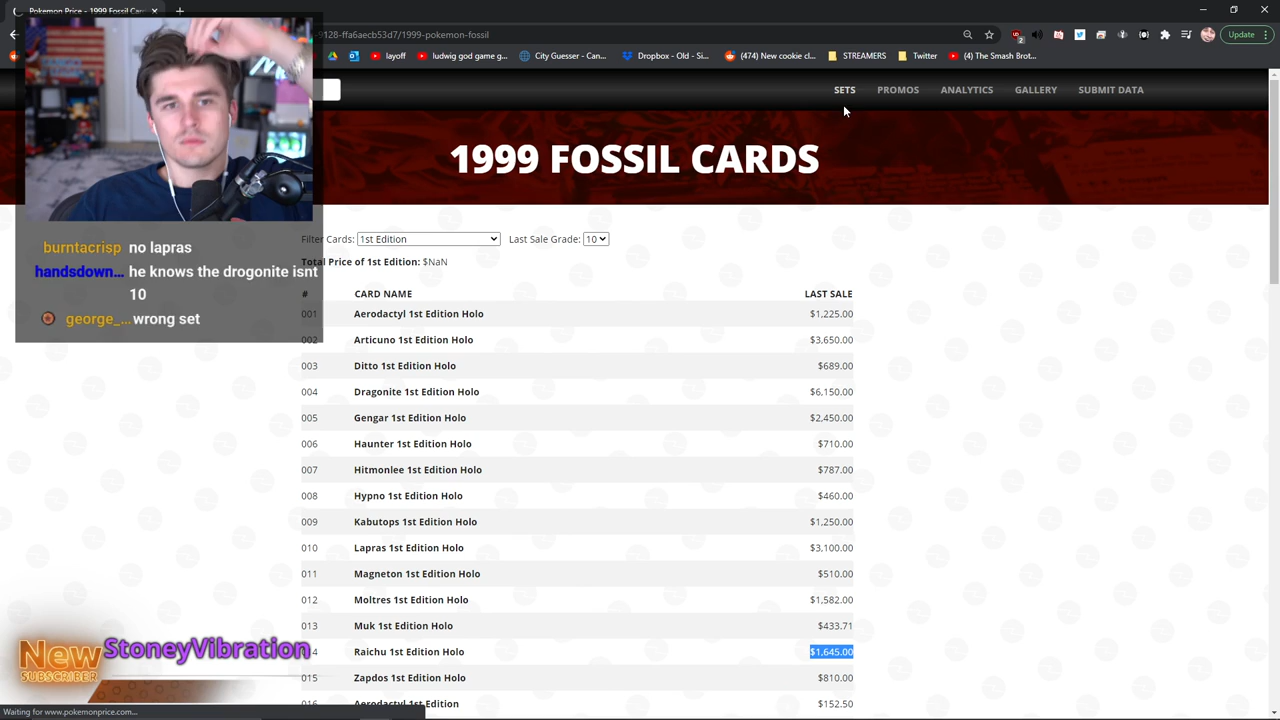 Pokemon Price -
9128-ffa6aecb53d7/1999-pokemon-fossil
Update
layoff
ludwig god game g...
City Guesser - Can...
Dropbox - Old - Si...
(474) New cookie cl...
STREAMERS
Twitter
(4) The Smash Bro...
SETS
PROMOS
ANALYTICS
GALLERY
SUBMIT DATA
1999 FOSSIL CARDS
burntacrisp no lapras
handsdown... he knows the drogonite isnt
10
george_... wrong set
Filter Cards: 1st Edition Last Sale Grade: 10
Total Price of 1st Edition: $NaN
# CARD NAME LAST SALE
001 Aerodactyl 1st Edition Holo $1,225.00
002 Articuno 1st Edition Holo $3,650.00
003 Ditto 1st Edition Holo $689.00
004 Dragonite 1st Edition Holo $6,150.00
005 Gengar 1st Edition Holo $2,450.00
006 Haunter 1st Edition Holo $710.00
007 Hitmonlee 1st Edition Holo $787.00
008 Hypno 1st Edition Holo $460.00
009 Kabutops 1st Edition Holo $1,250.00
010 Lapras 1st Edition Holo $3,100.00
011 Magneton 1st Edition Holo $510.00
012 Moltres 1st Edition Holo $1,582.00
013 Muk 1st Edition Holo $433.71
14 Raichu 1st Edition Holo $1,645.00
015 Zapdos 1st Edition Holo $810.00
016 Aerodactyl 1st Edition
New StoneyVibration
SUBSCRIBER
Waiting for www.pokemonprice.com...